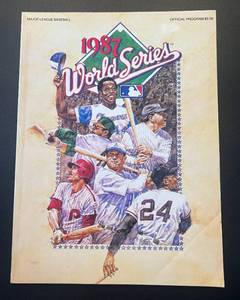 MAJOR LEAGUE BASEBALL
OFFICIAL PROGRAM $5.00
1987
World Series
24